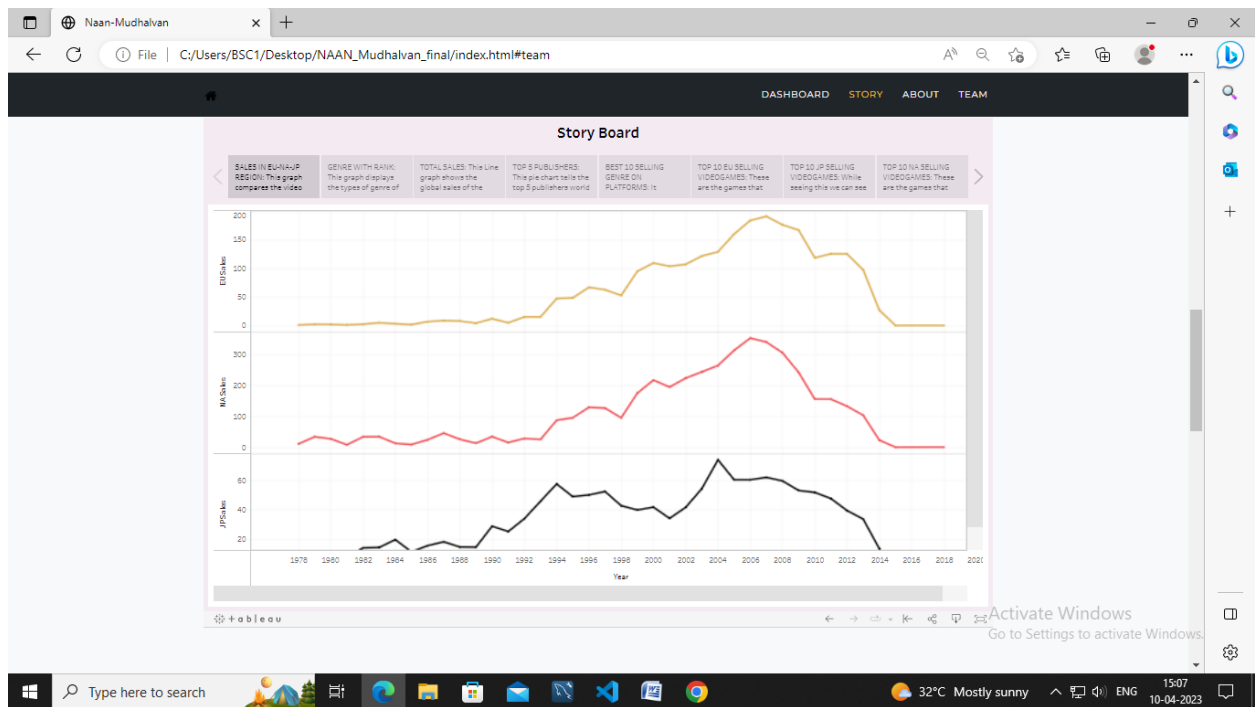 Naan-Mudhalvan
File
C:/Users/BSC1/Desktop/NAAN_Mudhalvan_final/index.html#team
DASHBOARD STORY ABOUT TEAM
Story Board
SALES IN EU-NA-JP
REGION: This graph
compares the video
GENRE WITH RANK:
This graph displays
the types of genre of
TOTAL SALES: This Line
graph shows the
global sales of the
TOP 5 PUBLISHERS:
This pie chart tells the
top 5 publishers world
BEST 10 SELLING
GENRE ON
PLATFORMS: It
TOP 10 EU SELLING
VIDEOGAMES: These
are the games that
TOP 10 JP SELLING
VIDEOGAMES: While
seeing this we can see
TOP 10 NA SELLING
VIDEOGAMES: These
are the games that
EU Sales
200
150
100
50
0
NA Sales
300
200
100
0
JP Sales
60
40
20
1978 1980 1982 1984 1986 1988 1990 1992 1994 1996 1998 2000 2002 2004 2006 2008 2010 2012 2014 2016 2018 202
Year
+ableau
Activate Windows
Go to Settings to activate Windows.
Type here to search
32°C Mostly sunny
ENG
15:07
10-04-2023